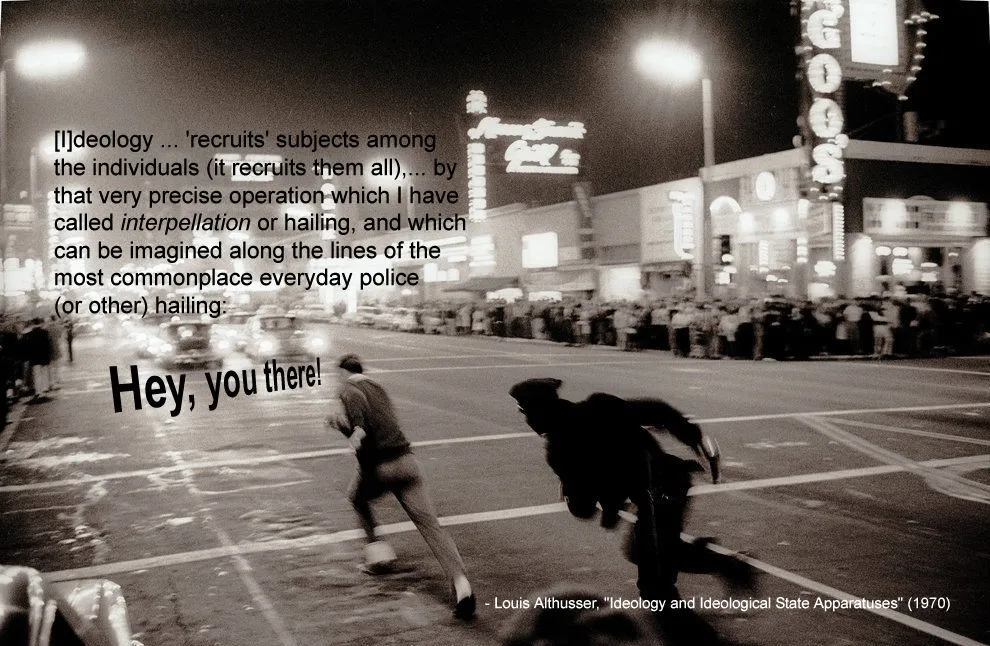 [I]deology ... 'recruits' subjects among
the individuals (it recruits them all),... by
that very precise operation which I have
called interpellation or hailing, and which
can be imagined along the lines of the
most commonplace everyday police
(or other) hailing:
Hey, you there!
GOOGS
- Louis Althusser, "Ideology and Ideological State Apparatuses" (1970)